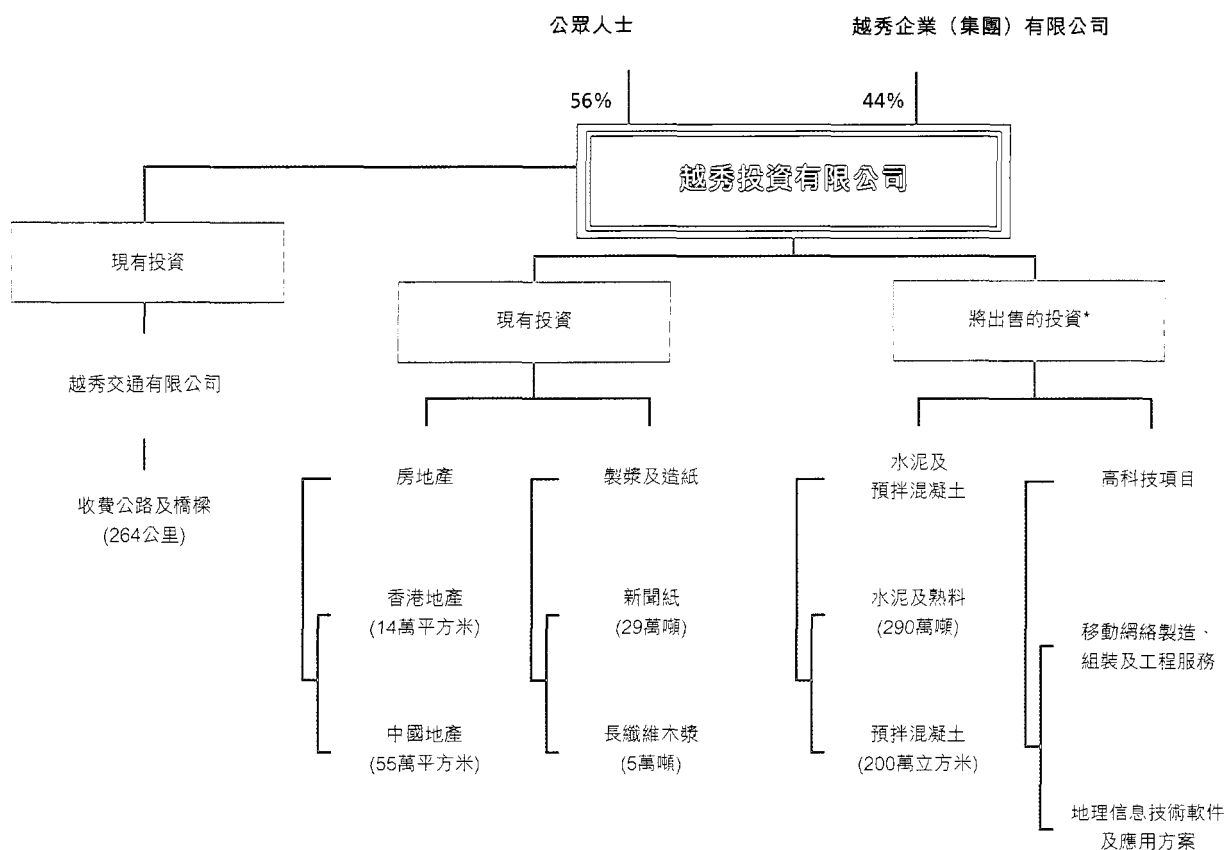 公眾人士
越秀企業（集團）有限公司
56%
44%
越秀投資有限公司
現有投資
現有投資
將出售的投資*
越秀交通有限公司
收費公路及橋樑
(264公里)
房地產
製漿及造紙
水泥及
預拌混凝土
高科技項目
香港地產
(14萬平方米)
新聞紙
(29萬噸)
水泥及熟料
(290萬噸)
移動網絡製造、
組裝及工程服務
中國地產
(55萬平方米)
長纖維木漿
(5萬噸)
預拌混凝土
(200萬立方米)
地理信息技術軟件
及應用方案